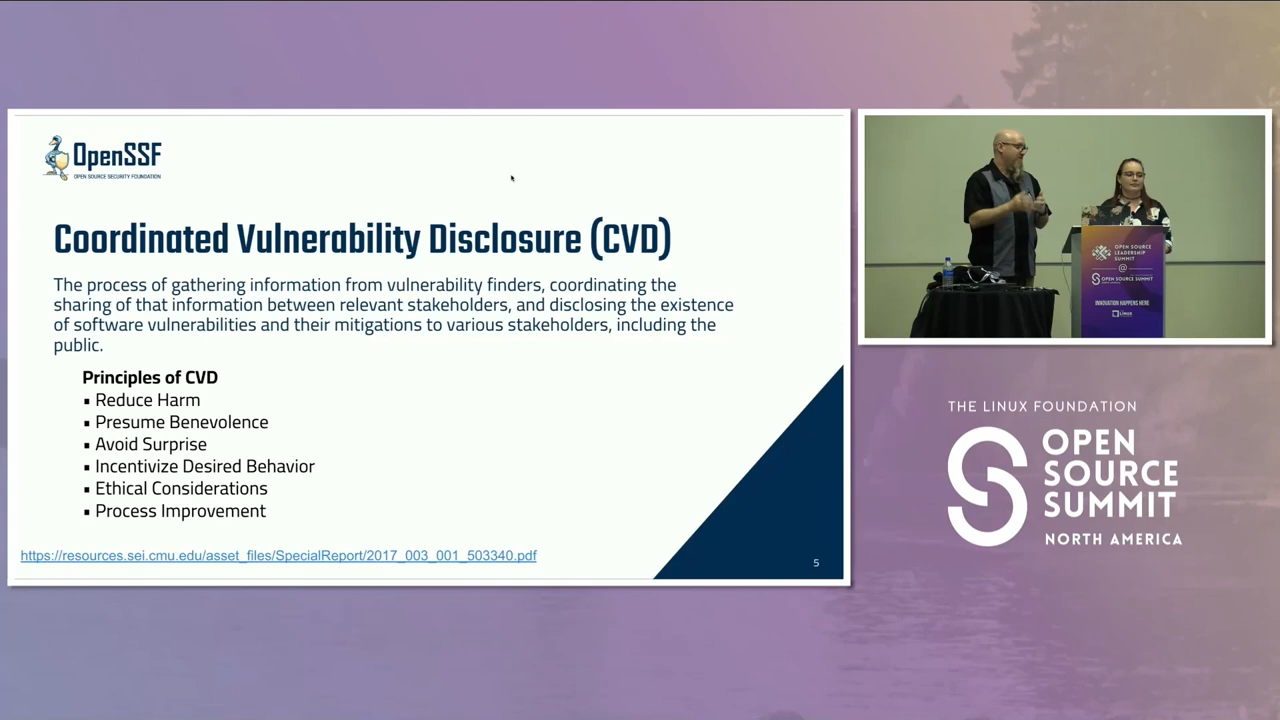 OpenSSF
OPEN SOURCE SECURITY FOUNDATION
Coordinated Vulnerability Disclosure (CVD)
The process of gathering information from vulnerability finders, coordinating the
sharing of that information between relevant stakeholders, and disclosing the existence
of software vulnerabilities and their mitigations to various stakeholders, including the
public.
Principles of CVD
▪ Reduce Harm
▪ Presume Benevolence
▪ Avoid Surprise
▪ Incentivize Desired Behavior
▪ Ethical Considerations
▪ Process Improvement
https://resources.sei.cmu.edu/asset_files/SpecialReport/2017_003_001_503340.pdf
5
OPEN SOURCE
LEADERSHIP
SUMMIT
@
OPEN SOURCE SUMMIT
INNOVATION HAPPENS HERE
THE LINUX FOUNDATION
OPEN
SOURCE
SUMMIT
NORTH AMERICA